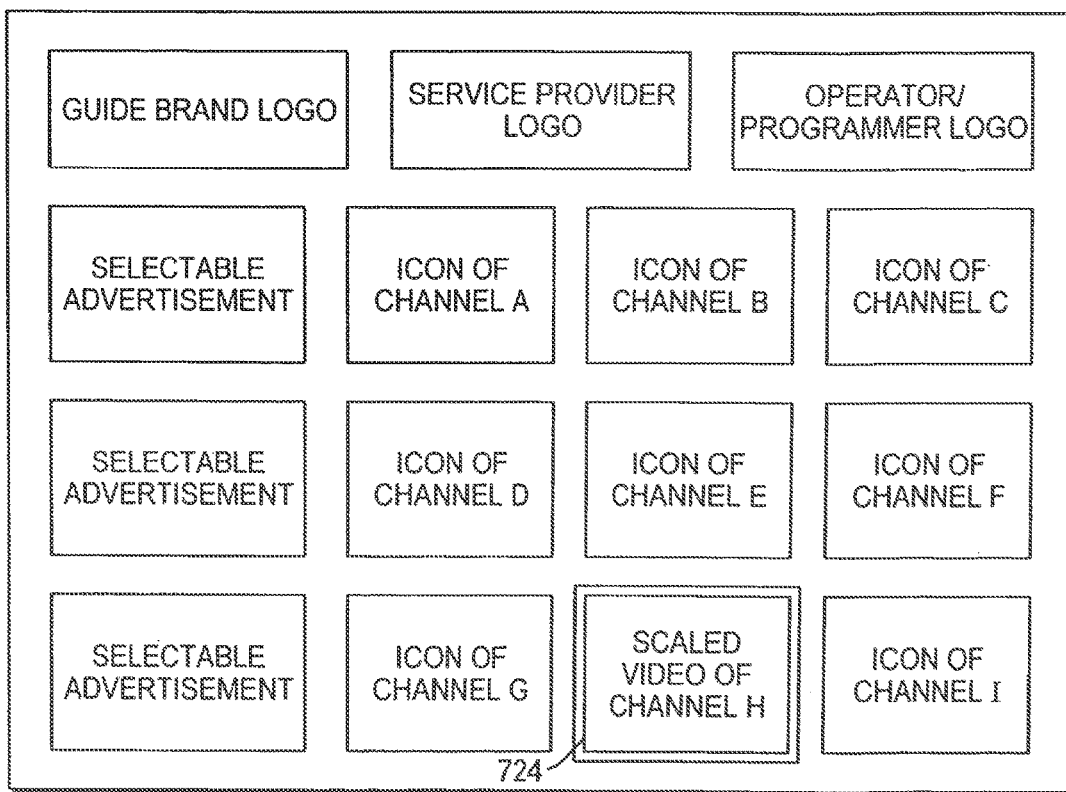 GUIDE BRAND LOGO
SERVICE PROVIDER
LOGO
OPERATOR/
PROGRAMMER LOGO
SELECTABLE
ADVERTISEMENT
ICON OF
CHANNEL A
ICON OF
CHANNEL B
ICON OF
CHANNEL C
SELECTABLE
ADVERTISEMENT
ICON OF
CHANNEL D
ICON OF
CHANNEL E
ICON OF
CHANNEL F
SELECTABLE
ADVERTISEMENT
ICON OF
CHANNEL G
SCALED
VIDEO OF
CHANNEL H
ICON OF
CHANNEL I
724